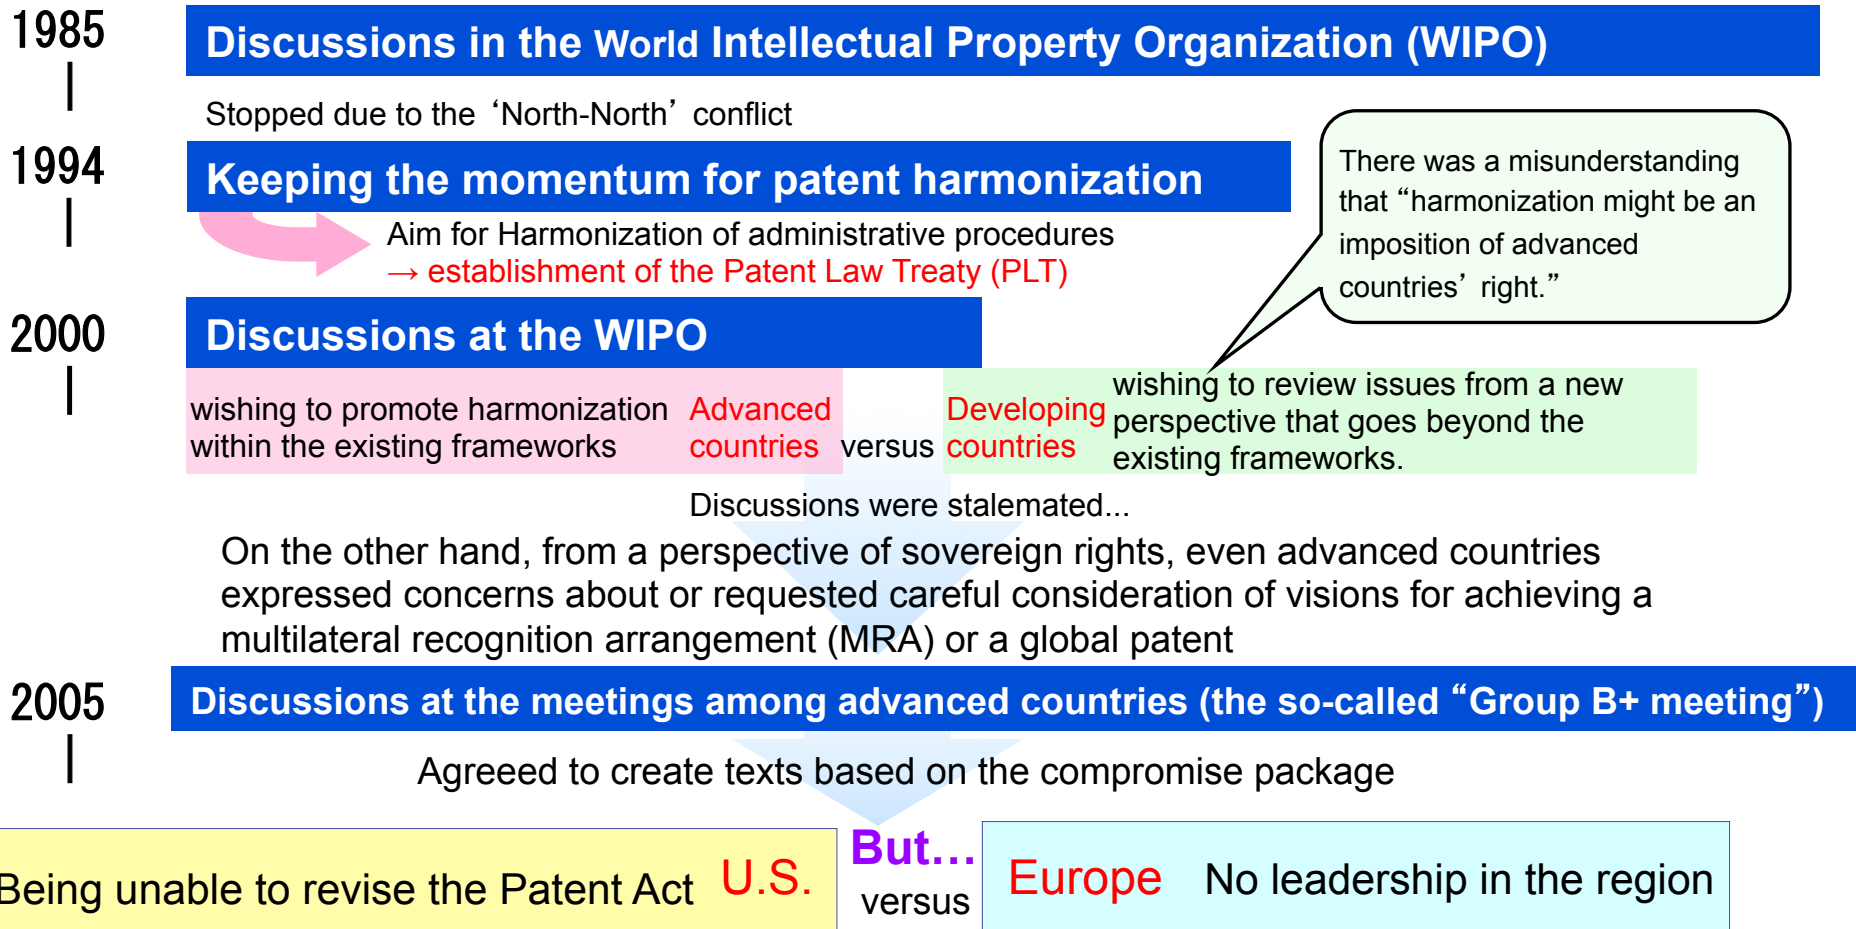 1985
Discussions in the World Intellectual Property Organization (WIPO)
Stopped due to the ‘North-North’ conflict
1994
Keeping the momentum for patent harmonization
Aim for Harmonization of administrative procedures
→ establishment of the Patent Law Treaty (PLT)
There was a misunderstanding
that “harmonization might be an
imposition of advanced
countries’ right.”
2000
Discussions at the WIPO
wishing to promote harmonization
within the existing frameworks
Advanced
countries
versus
Developing
countries
wishing to review issues from a new
perspective that goes beyond the
existing frameworks.
Discussions were stalemated...
On the other hand, from a perspective of sovereign rights, even advanced countries
expressed concerns about or requested careful consideration of visions for achieving a
multilateral recognition arrangement (MRA) or a global patent
2005
Discussions at the meetings among advanced countries (the so-called “Group B+ meeting”)
Agreeed to create texts based on the compromise package
But…
Being unable to revise the Patent Act U.S.
versus
Europe No leadership in the region